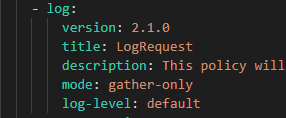 - log:
version: 2.1.0
title: LogRequest
description: This policy will
mode: gather-only
log-level: default